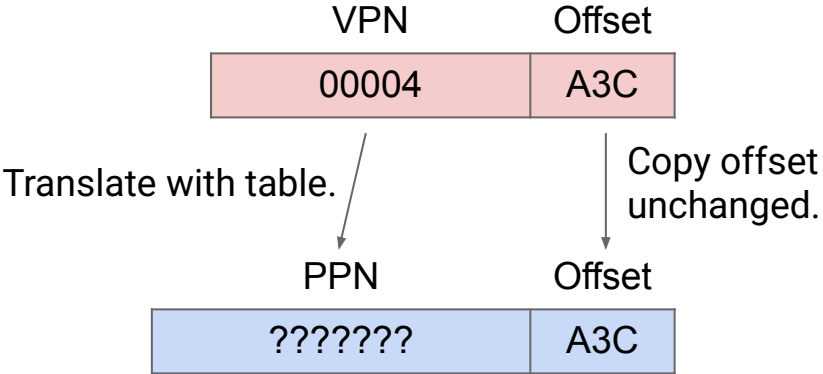 VPN Offset
00004 A3C
Translate with table.
Copy offset
unchanged.
PPN Offset
??????? A3C